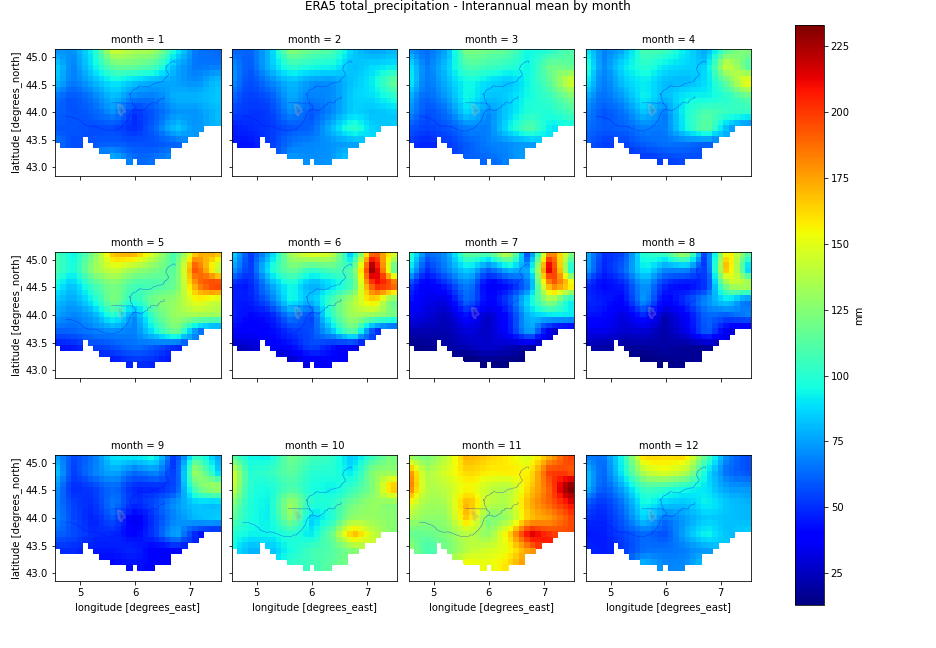 ERA5 total_precipitation - Interannual mean by month
month = 1
month = 2
month = 3
month = 4
latitude [degrees_north]
45.0
44.5
44.0
43.5
43.0
month = 5
month = 6
month = 7
month = 8
latitude [degrees_north]
45.0
44.5
44.0
43.5
43.0
month = 9
month = 10
month = 11
month = 12
latitude [degrees_north]
45.0
44.5
44.0
43.5
43.0
5 6 7
5 6 7
5 6 7
5 6 7
longitude [degrees_east]
longitude [degrees_east]
longitude [degrees_east]
longitude [degrees_east]
225
200
175
150
125
100
75
50
25
mm